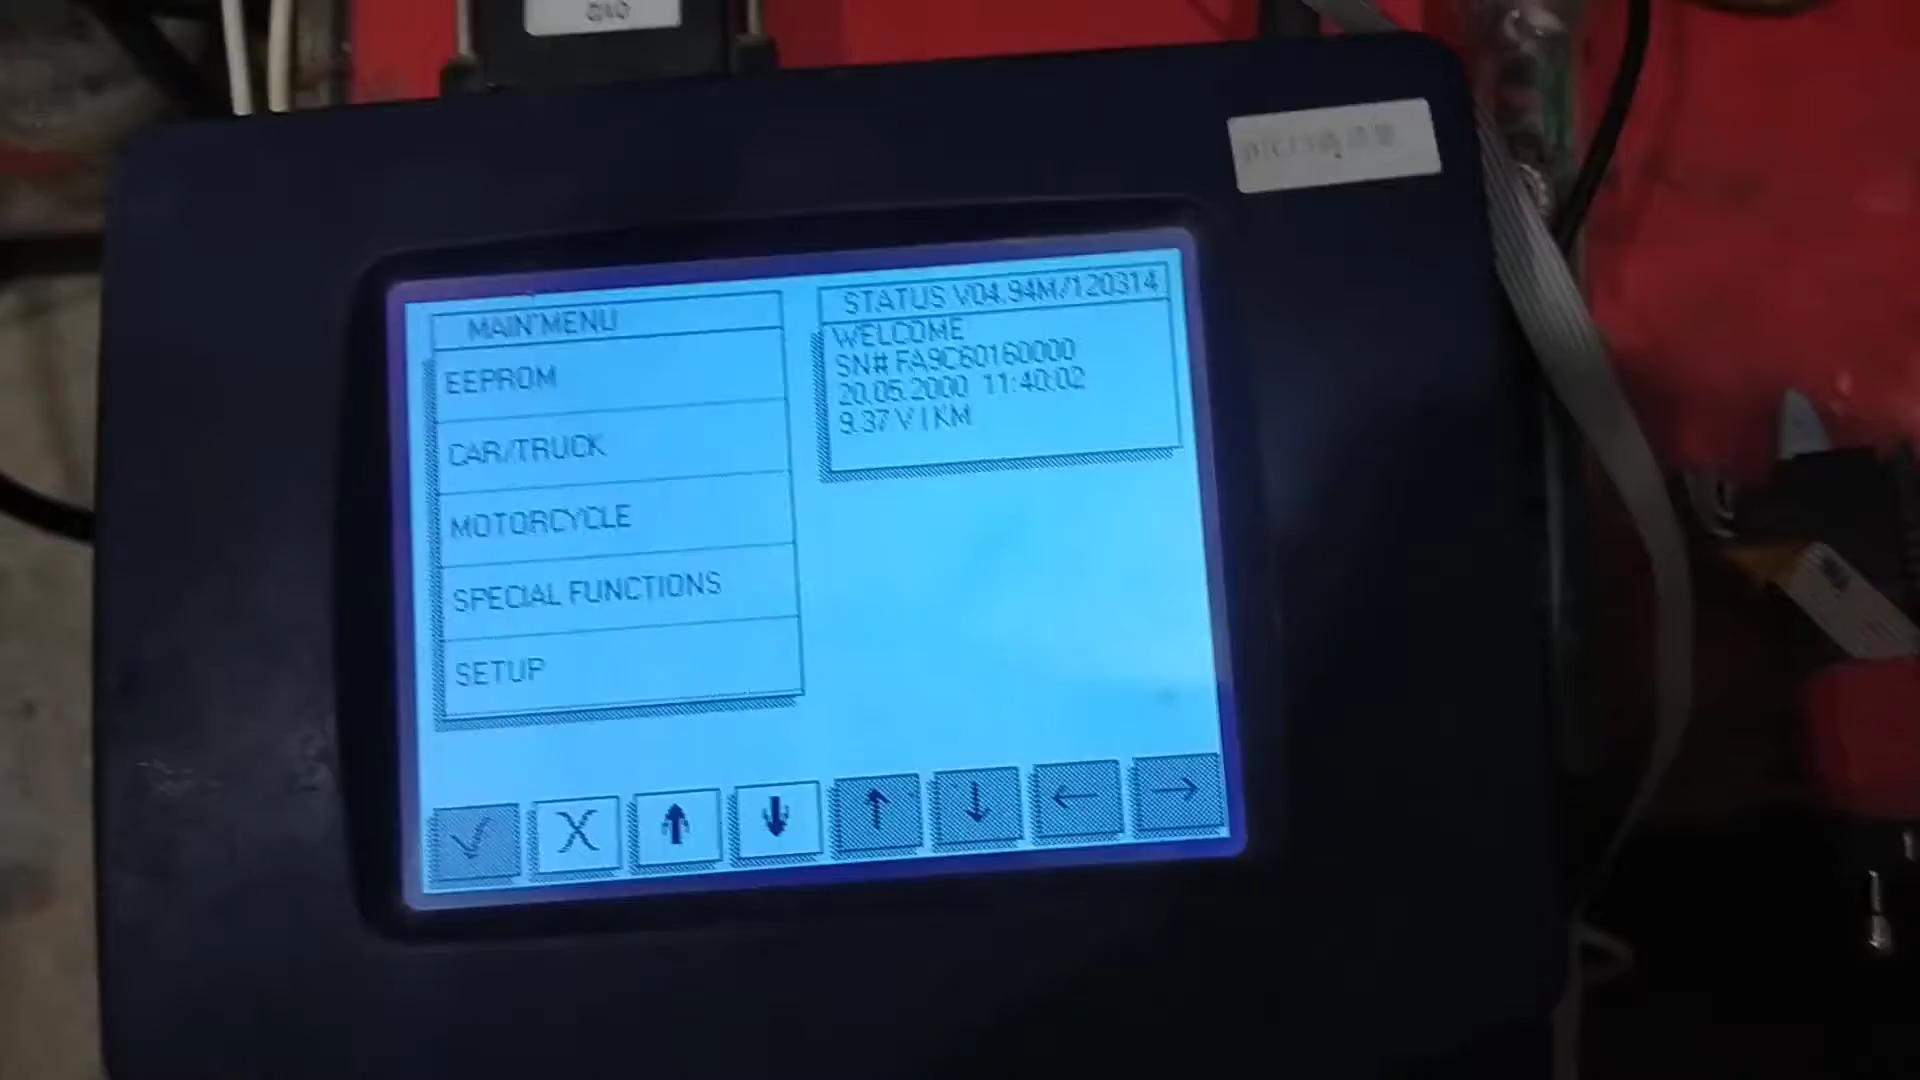 MAIN MENU
EEPROM
CAR/TRUCK
MOTORCYCLE
SPECIAL FUNCTIONS
SETUP
STATUS V04.94M/120314
WELCOME
SN# FA9C60160000
20.05.2000 11:40:02
9.37 V | KM